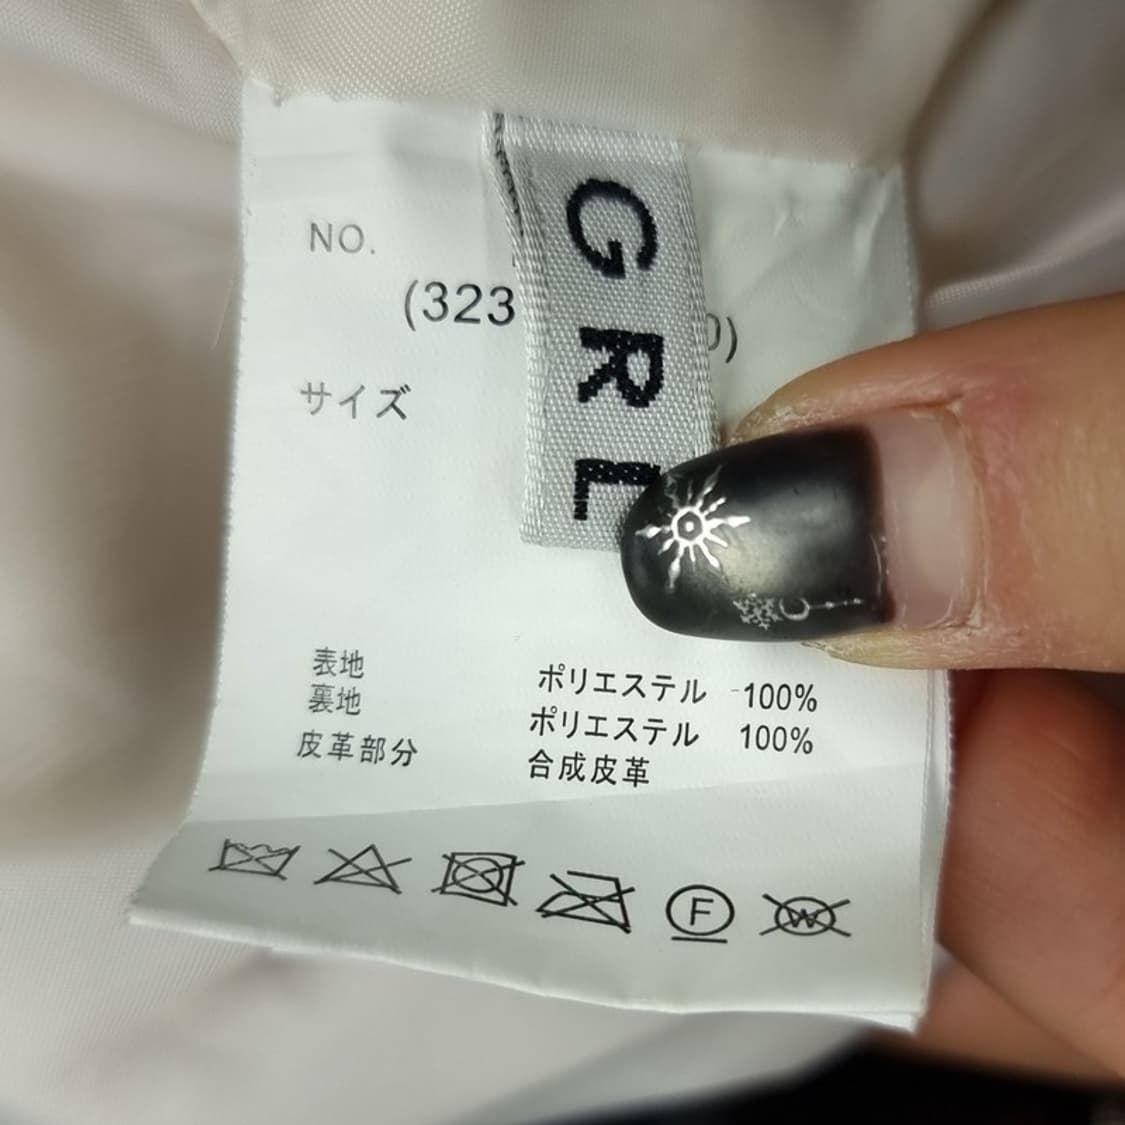 NO.
(323
0)
サイズ
GRL
表地 ポリエステル 100%
裏地 ポリエステル 100%
皮革部分 合成皮革
F
W